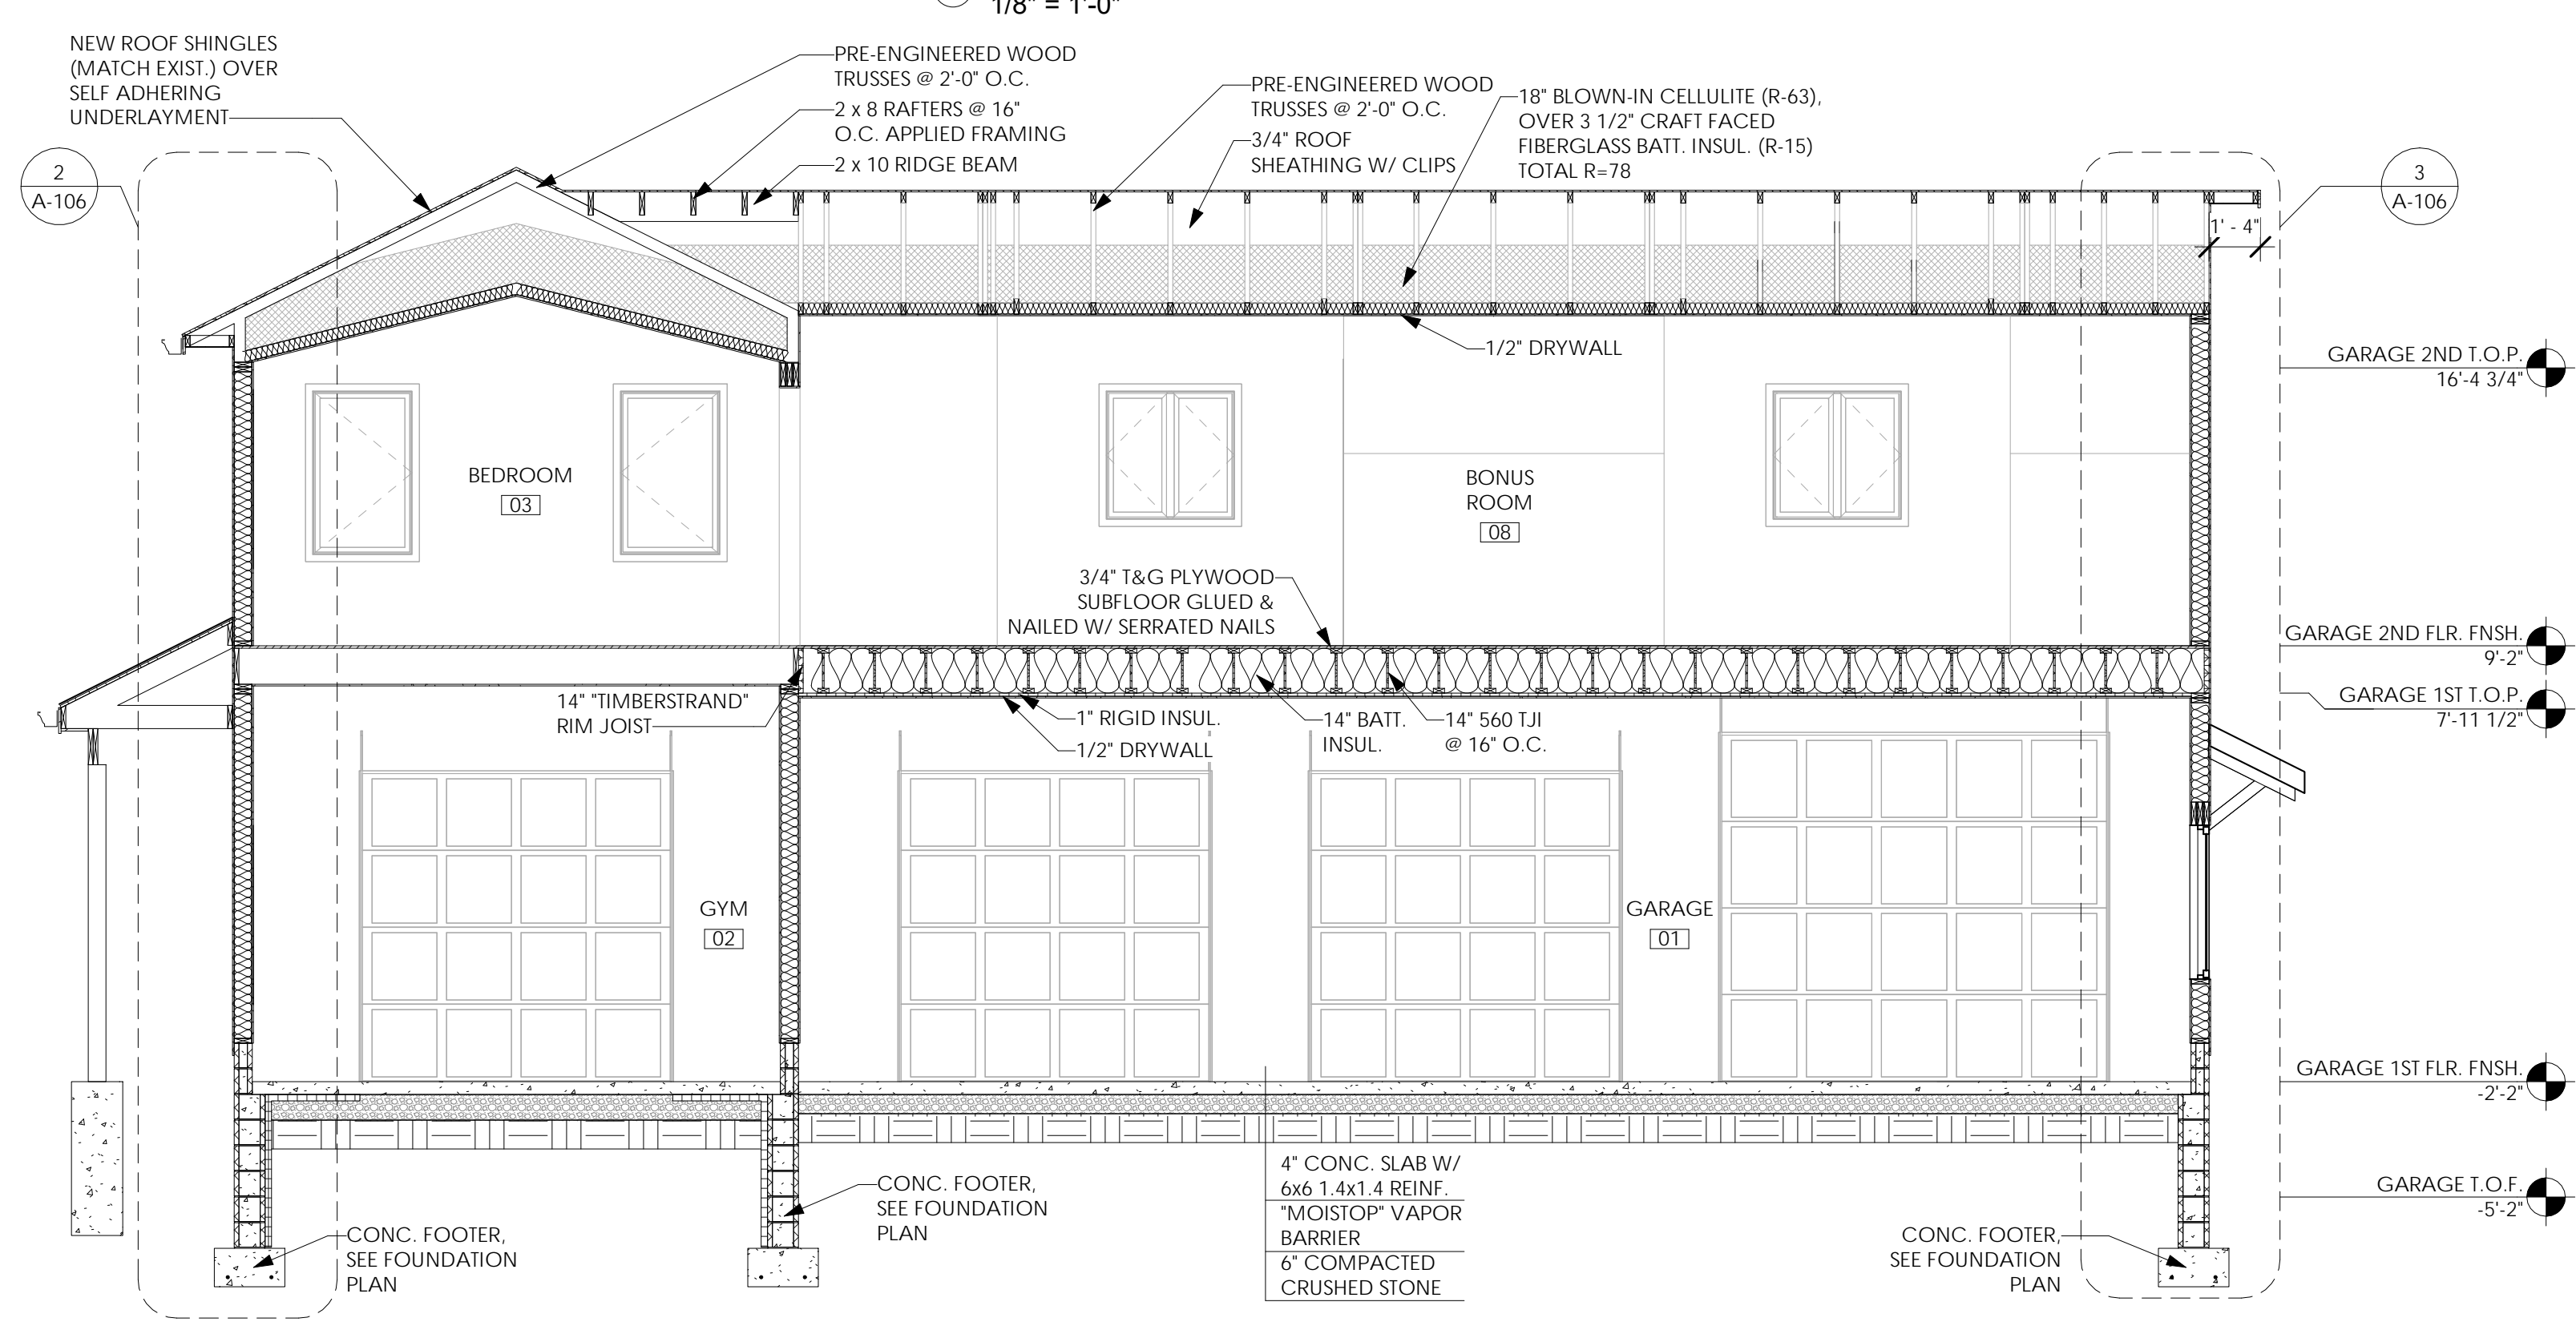 1/8" = 1'-0"
NEW ROOF SHINGLES
(MATCH EXIST.) OVER
SELF ADHERING
UNDERLAYMENT
PRE-ENGINEERED WOOD
TRUSSES @ 2'-0" O.C.
2 x 8 RAFTERS @ 16"
O.C. APPLIED FRAMING
2 x 10 RIDGE BEAM
PRE-ENGINEERED WOOD
TRUSSES @ 2'-0" O.C.
3/4" ROOF
SHEATHING W/ CLIPS
18" BLOWN-IN CELLULITE (R-63),
OVER 3 1/2" CRAFT FACED
FIBERGLASS BATT. INSUL. (R-15)
TOTAL R=78
2
A-106
3
A-106
1' - 4"
1/2" DRYWALL
GARAGE 2ND T.O.P.
16'-4 3/4"
BEDROOM
03
BONUS
ROOM
08
3/4" T&G PLYWOOD
SUBFLOOR GLUED &
NAILED W/ SERRATED NAILS
GARAGE 2ND FLR. FNSH.
9'-2"
GARAGE 1ST T.O.P.
7'-11 1/2"
14" "TIMBERSTRAND"
RIM JOIST
1" RIGID INSUL.
1/2" DRYWALL
14" BATT.
INSUL.
14" 560 TJI
@ 16" O.C.
GYM
02
GARAGE
01
GARAGE 1ST FLR. FNSH.
-2'-2"
4" CONC. SLAB W/
6x6 1.4x1.4 REINF.
"MOISTOP" VAPOR
BARRIER
6" COMPACTED
CRUSHED STONE
CONC. FOOTER,
SEE FOUNDATION
PLAN
CONC. FOOTER,
SEE FOUNDATION
PLAN
CONC. FOOTER,
SEE FOUNDATION
PLAN
GARAGE T.O.F.
-5'-2"